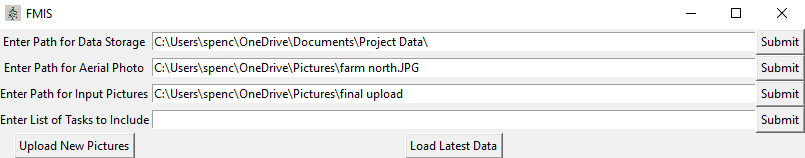 FMIS
Enter Path for Data Storage C:\Users\spenc\OneDrive\Documents\Project Data\ Submit
Enter Path for Aerial Photo C:\Users\spenc\OneDrive\Pictures\farm north.JPG Submit
Enter Path for Input Pictures C:\Users\spenc\OneDrive\Pictures\final upload Submit
Enter List of Tasks to Include Submit
Upload New Pictures Load Latest Data